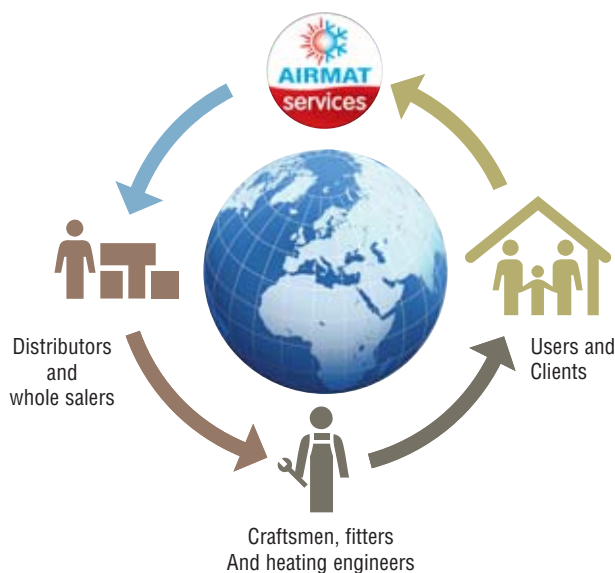 AIRMAT
services
Distributors
and
whole salers
Users and
Clients
Craftsmen, fitters
And heating engineers